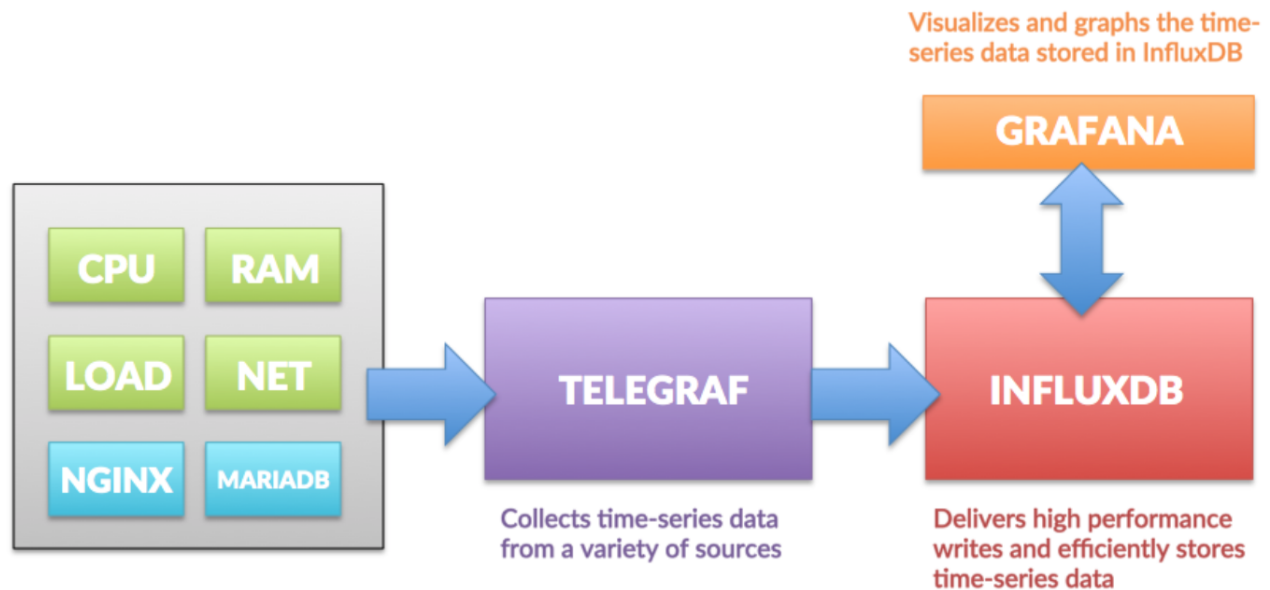 Visualizes and graphs the time-
series data stored in InfluxDB
GRAFANA
CPU
RAM
LOAD
NET
NGINX
MARIADB
TELEGRAF
Collects time-series data
from a variety of sources
INFLUXDB
Delivers high performance
writes and efficiently stores
time-series data